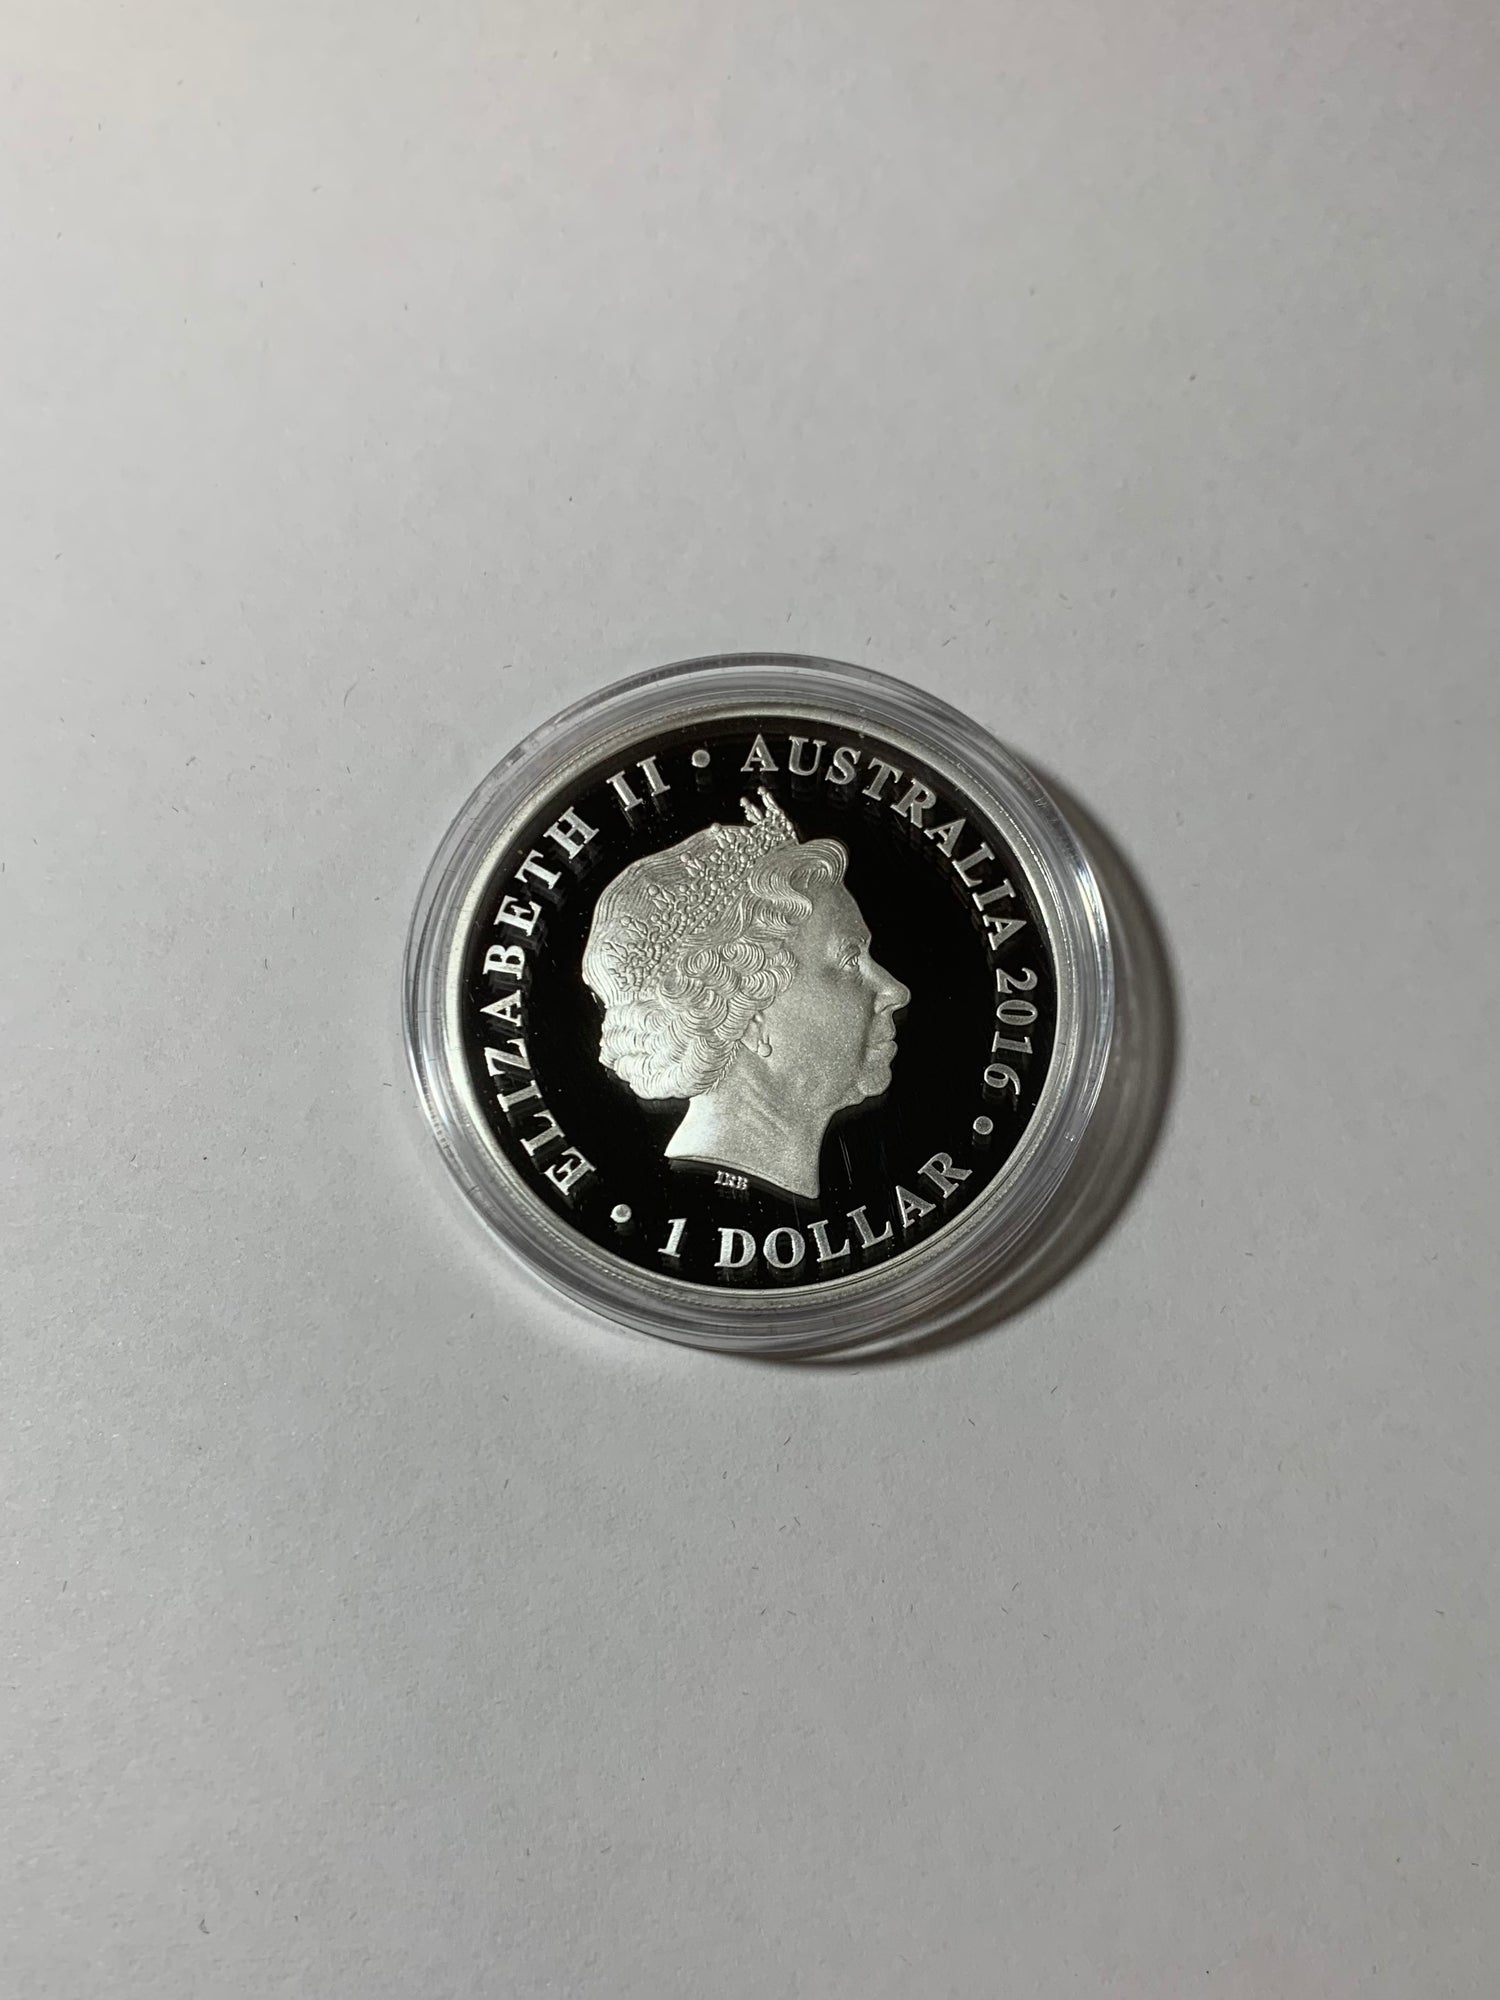 ELIZABETH II • AUSTRALIA 2016 •
1 DOLLAR •
IRB